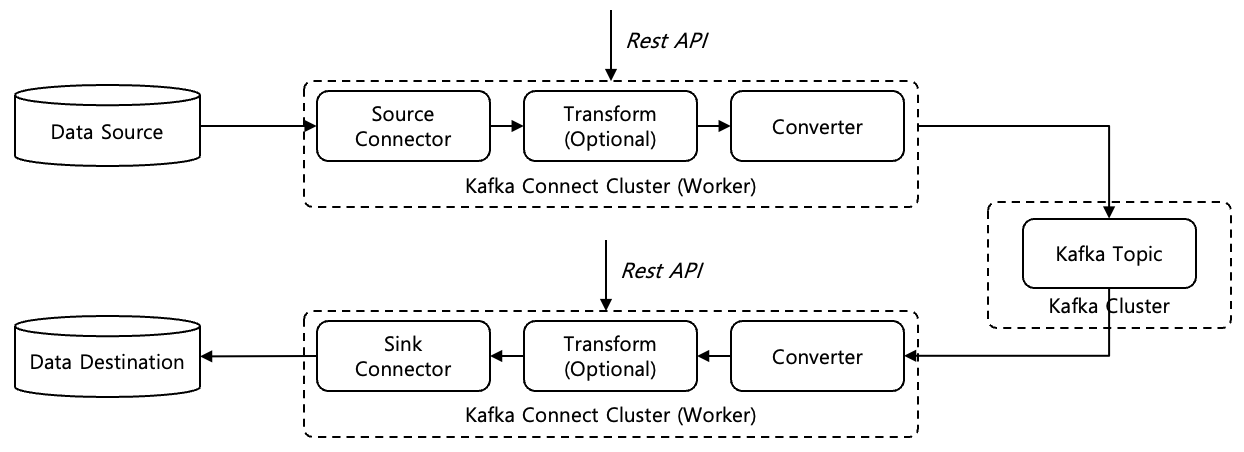 Rest API
Data Source
Source
Connector
Transform
(Optional)
Converter
Kafka Connect Cluster (Worker)
Kafka Topic
Kafka Cluster
Rest API
Data Destination
Sink
Connector
Transform
(Optional)
Converter
Kafka Connect Cluster (Worker)